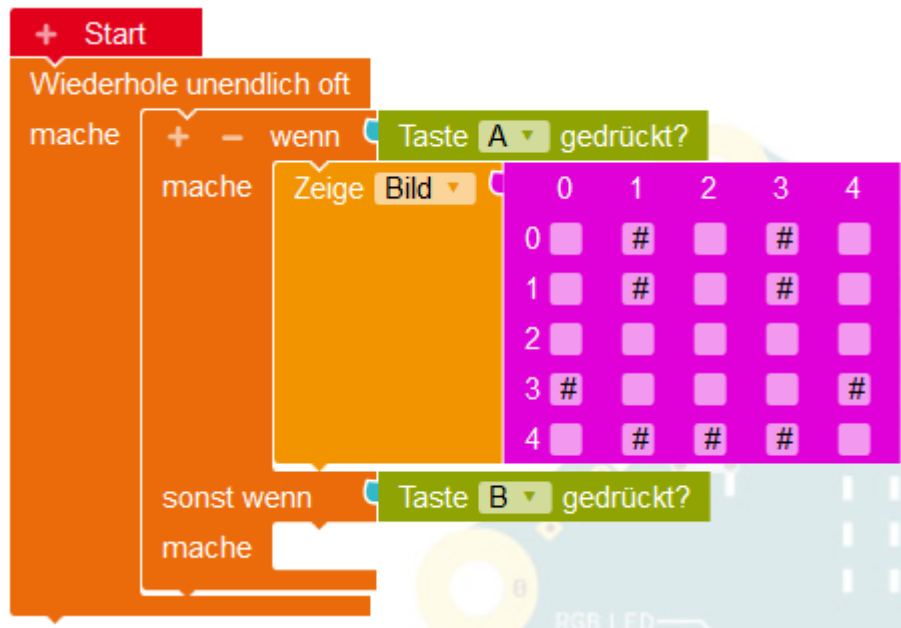 + Start
Wiederhole unendlich oft
mache + − wenn Taste A gedrückt?
mache Zeige Bild 0 1 2 3 4
0 # #
1 # #
2
3 # #
4 # # #
sonst wenn Taste B gedrückt?
mache
0
RGB LED